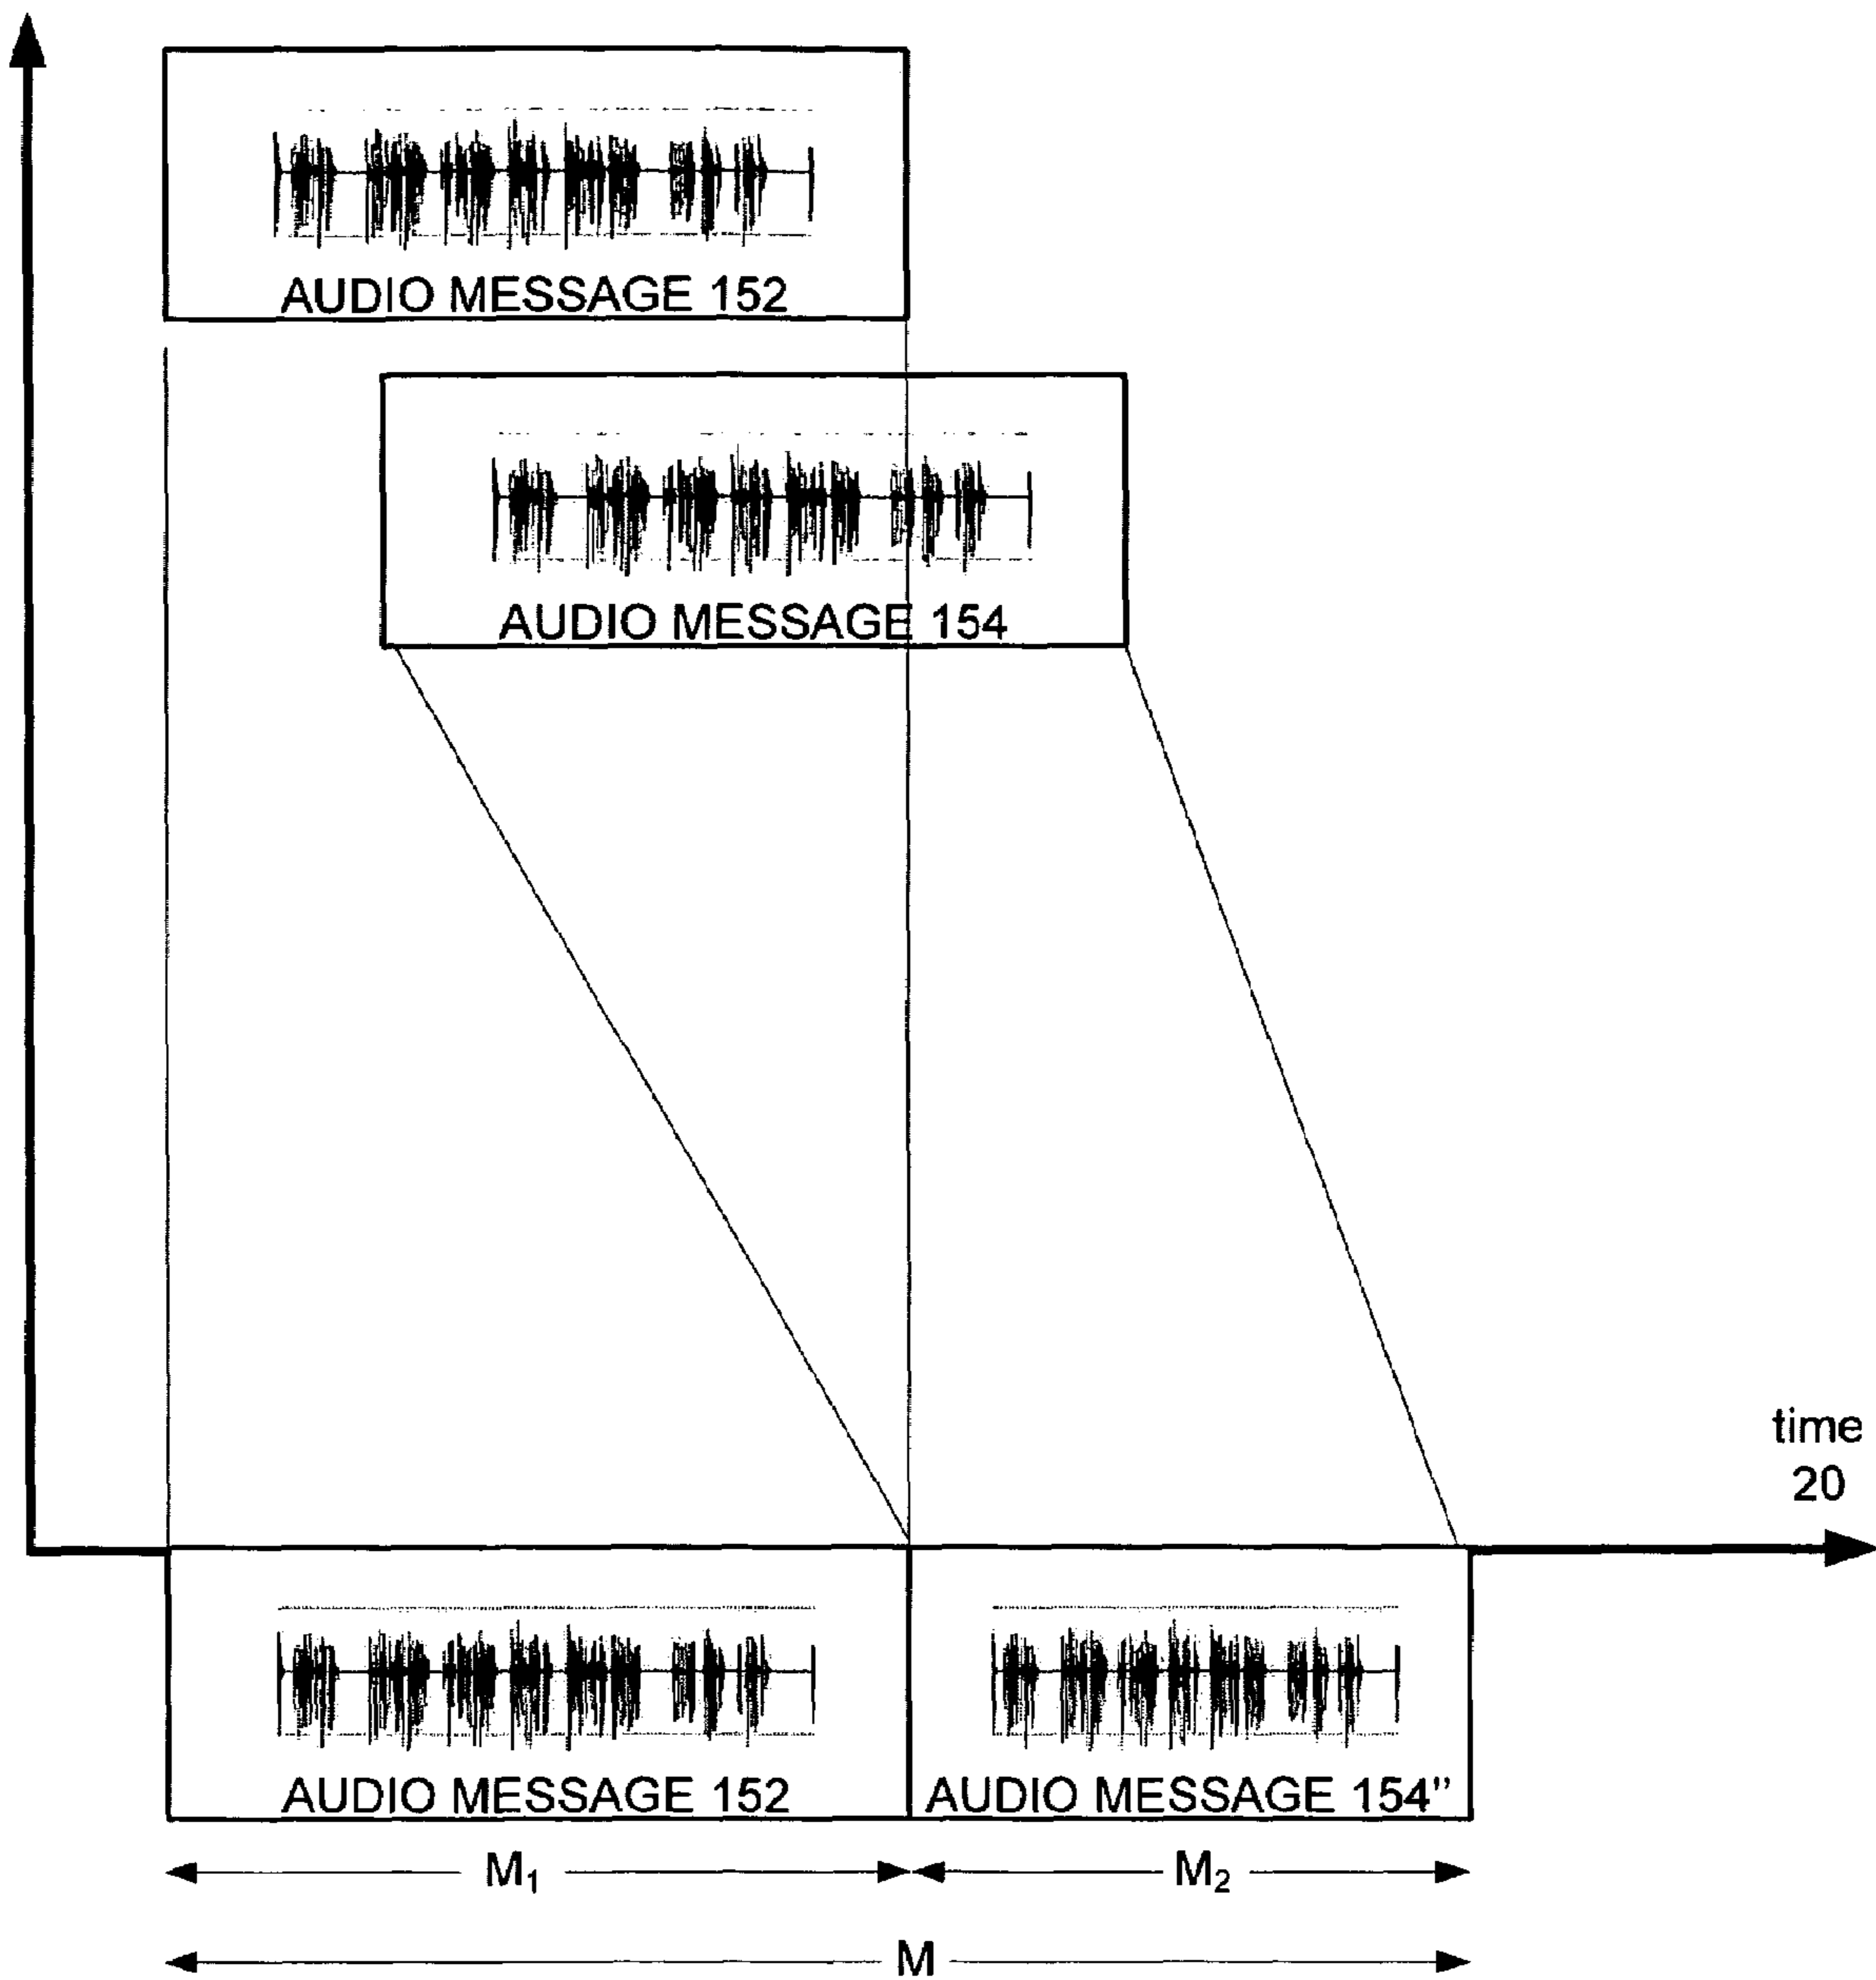 AUDIO MESSAGE 152
AUDIO MESSAGE 154
time
20
AUDIO MESSAGE 152
AUDIO MESSAGE 154”
M₁
M₂
M